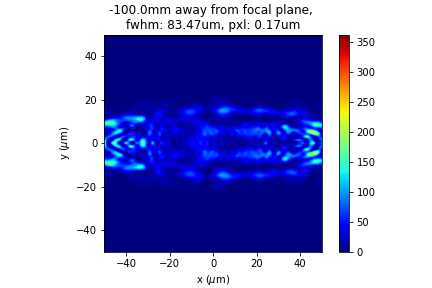 -100.0mm away from focal plane,
fwhm: 83.47um, pxl: 0.17um
y (μm)
40
20
0
−20
−40
−40 −20 0 20 40
x (μm)
350
300
250
200
150
100
50
0